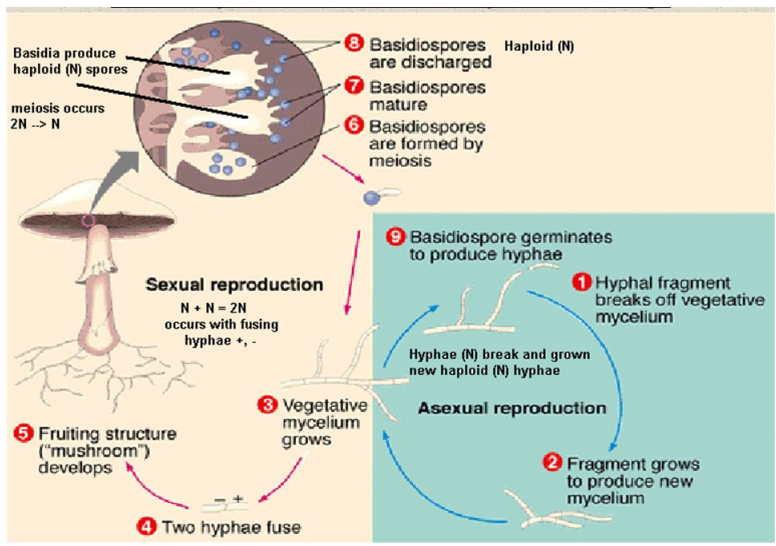 Basidia produce
haploid (N) spores
meiosis occurs
2N --> N
8 Basidiospores
are discharged
Haploid (N)
7 Basidiospores
mature
6 Basidiospores
are formed by
meiosis
9 Basidiospore germinates
to produce hyphae
1 Hyphal fragment
breaks off vegetative
mycelium
Sexual reproduction
N + N = 2N
occurs with fusing
hyphae +, -
Hyphae (N) break and grown
new haploid (N) hyphae
Asexual reproduction
3 Vegetative
mycelium
grows
5 Fruiting structure
("mushroom")
develops
2 Fragment grows
to produce new
mycelium
− +
4 Two hyphae fuse